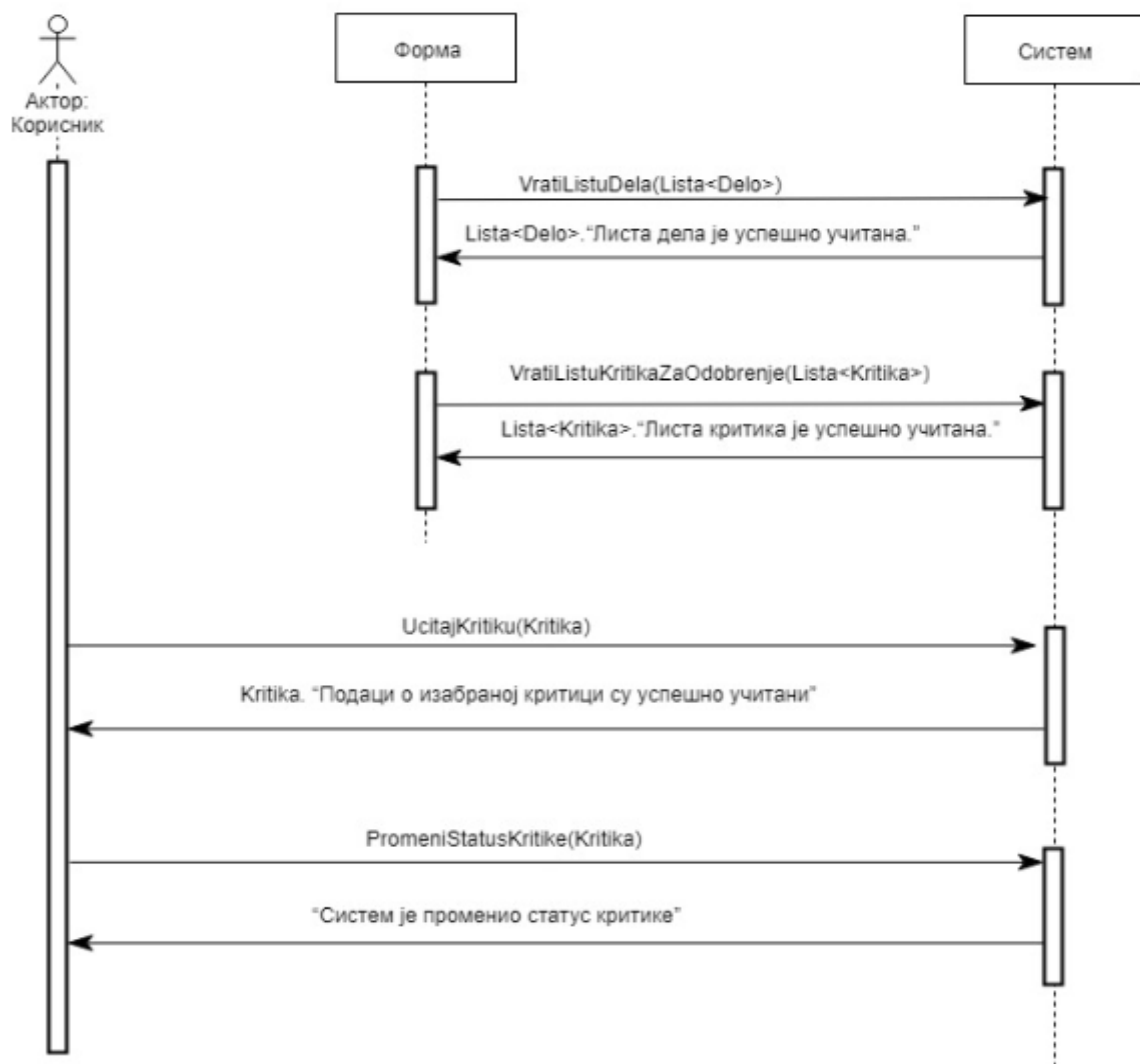 Форма
Систем
Актор:
Корисник
VratiListuDela(Lista<Delo>)
Lista<Delo>.“Листа дела је успешно учитана.”
VratiListuKritikaZaOdobrenje(Lista<Kritika>)
Lista<Kritika>.“Листа критика је успешно учитана.”
UcitajKritiku(Kritika)
Kritika. “Подаци о изабраној критици су успешно учитани”
PromeniStatusKritike(Kritika)
“Систем је променио статус критике”